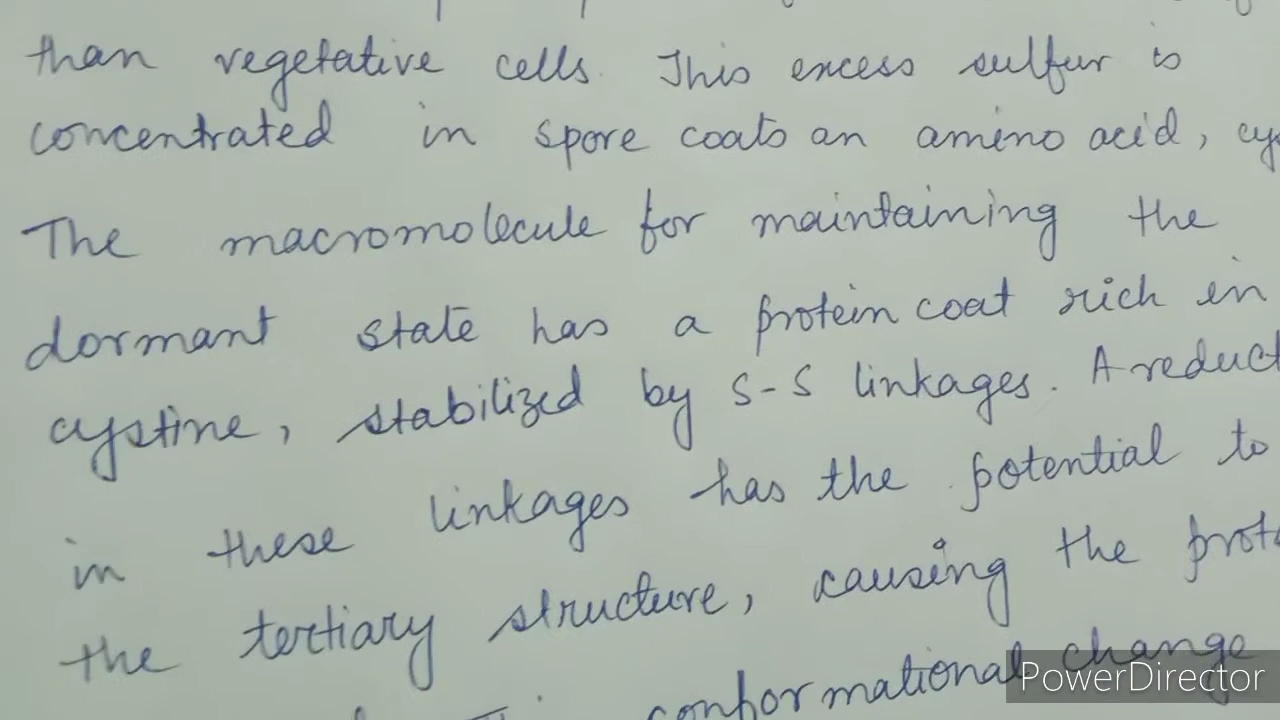 than vegetative cells. This excess sulfur is
concentrated in spore coats an amino acid,
The macromolecule for maintaining the
dormant state has a protein coat rich in
cystine, stabilized by S-S linkages. A
in these linkages has the potential to
the tertiary structure, causing the
conformational change
PowerDirector